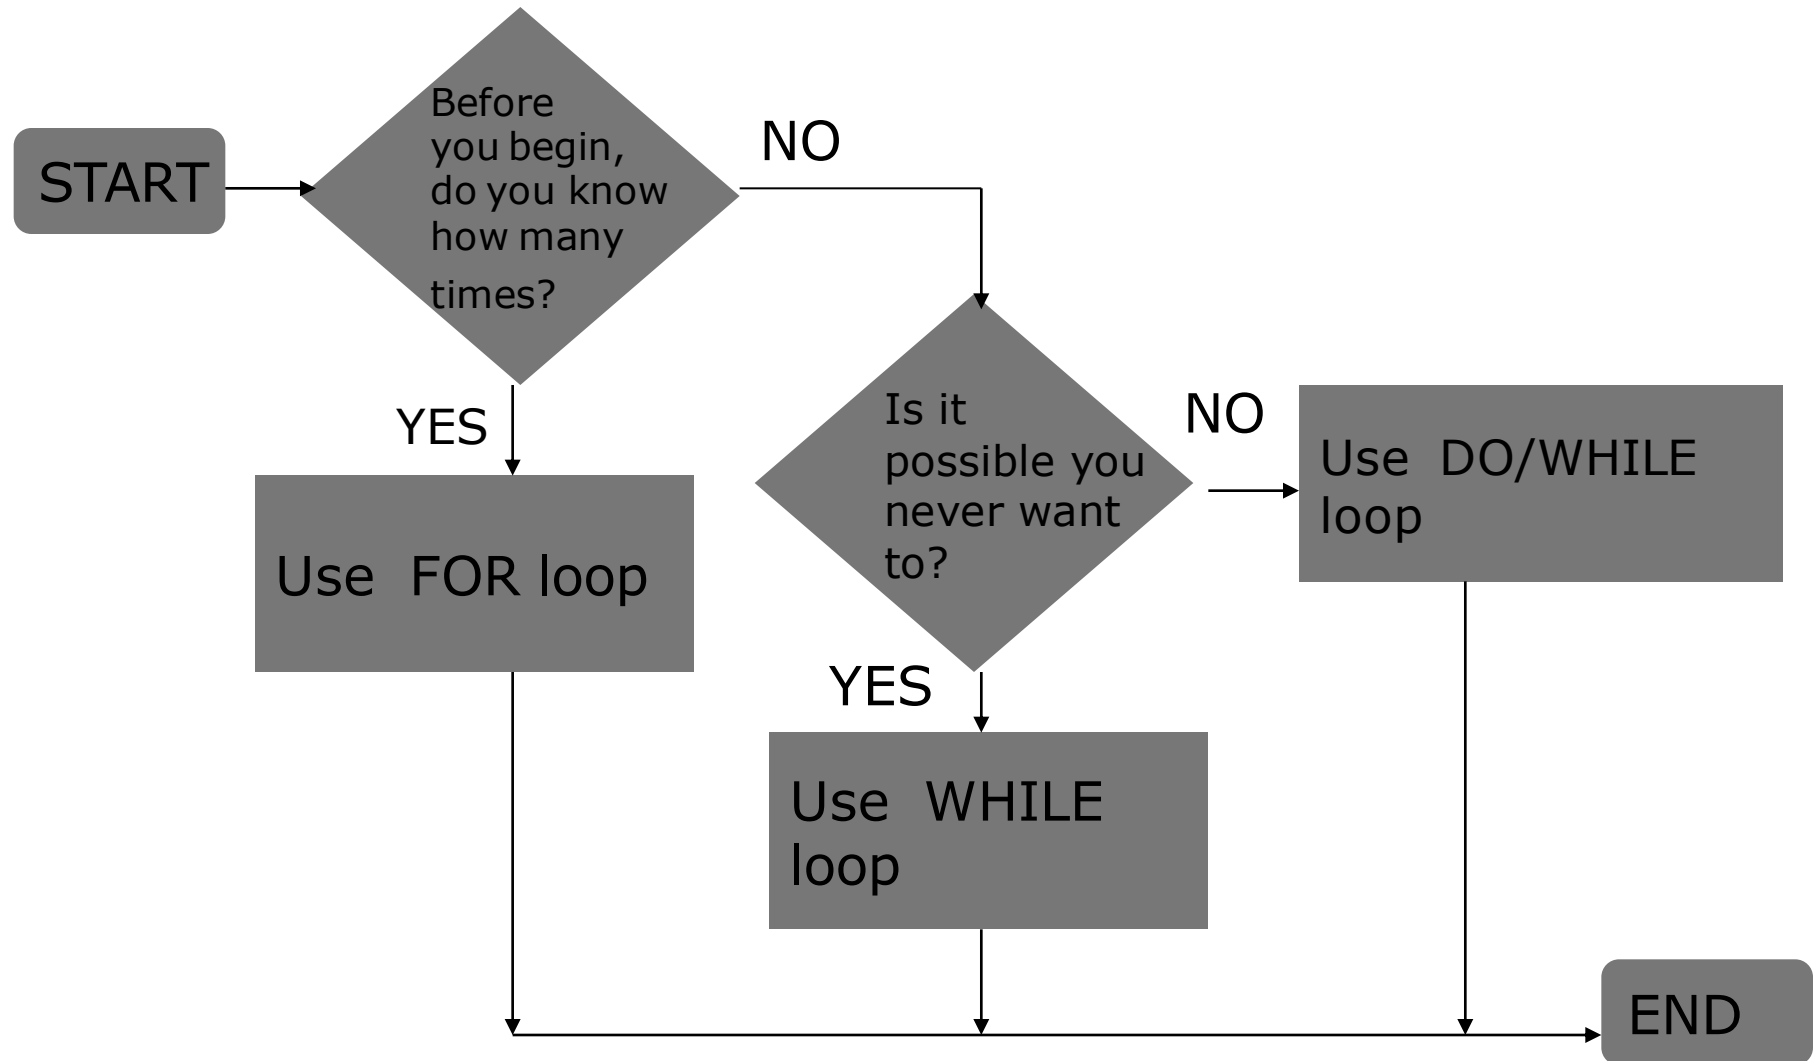 START
Before
you begin,
do you know
how many
times?
NO
YES
Use FOR loop
Is it
possible you
never want
to?
NO
Use DO/WHILE
loop
YES
Use WHILE
loop
END